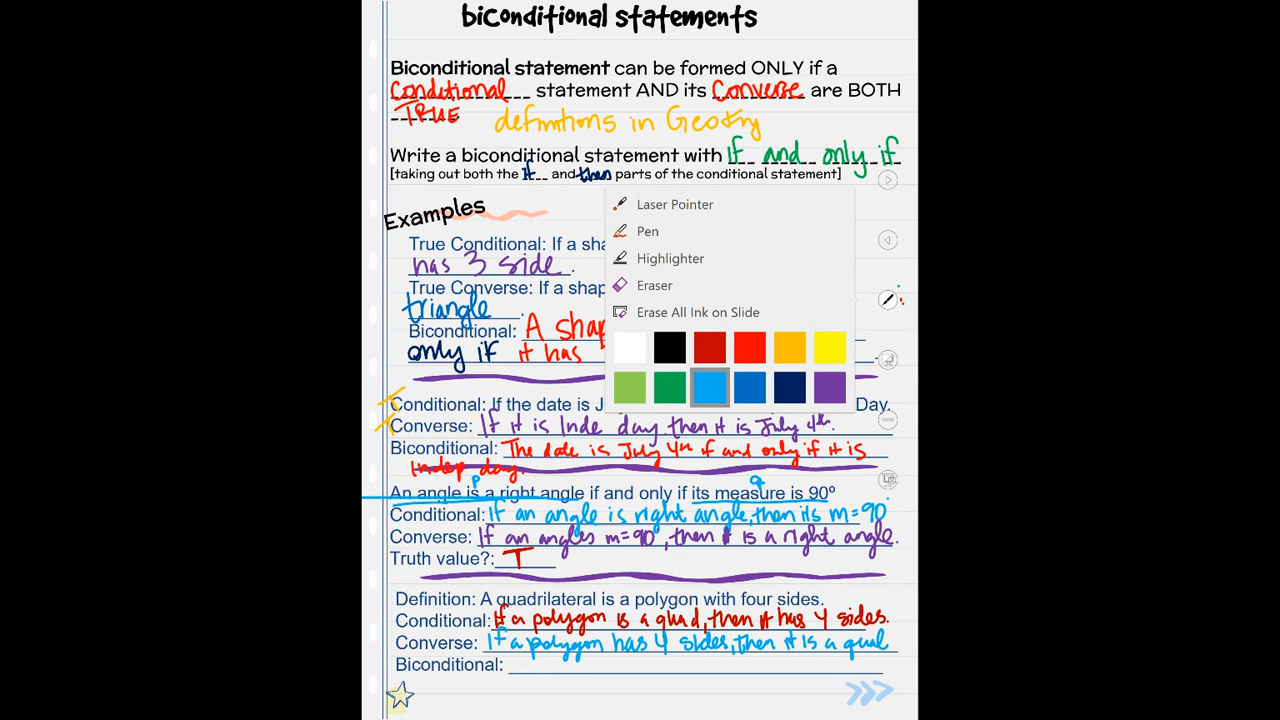 biconditional statements
Biconditional statement can be formed ONLY if a
Conditional statement AND its Converse are BOTH
TRUE definitions in Geo
Write a biconditional statement with If and only if
[taking out both the If and then parts of the conditional statement]
Examples
True Conditional: If a sha
has 3 side.
True Converse: If a shap
triangle.
Biconditional: A shap
only if it has
Laser Pointer
Pen
Highlighter
Eraser
Erase All Ink on Slide
T Conditional: If the date is J Day.
T Converse: If it is Inde day then it is July 4th.
Biconditional: The date is July 4th if and only if it is
Indep day.
p q
An angle is a right angle if and only if its measure is 90º
Conditional: If an angle is right angle, then its m = 90°
Converse: If an angles m = 90°, then it is a right angle.
Truth value?: T
Definition: A quadrilateral is a polygon with four sides.
Conditional: If a polygon is a quad, then it has 4 sides.
Converse: If a polygon has 4 sides, then it is a qual
Biconditional: